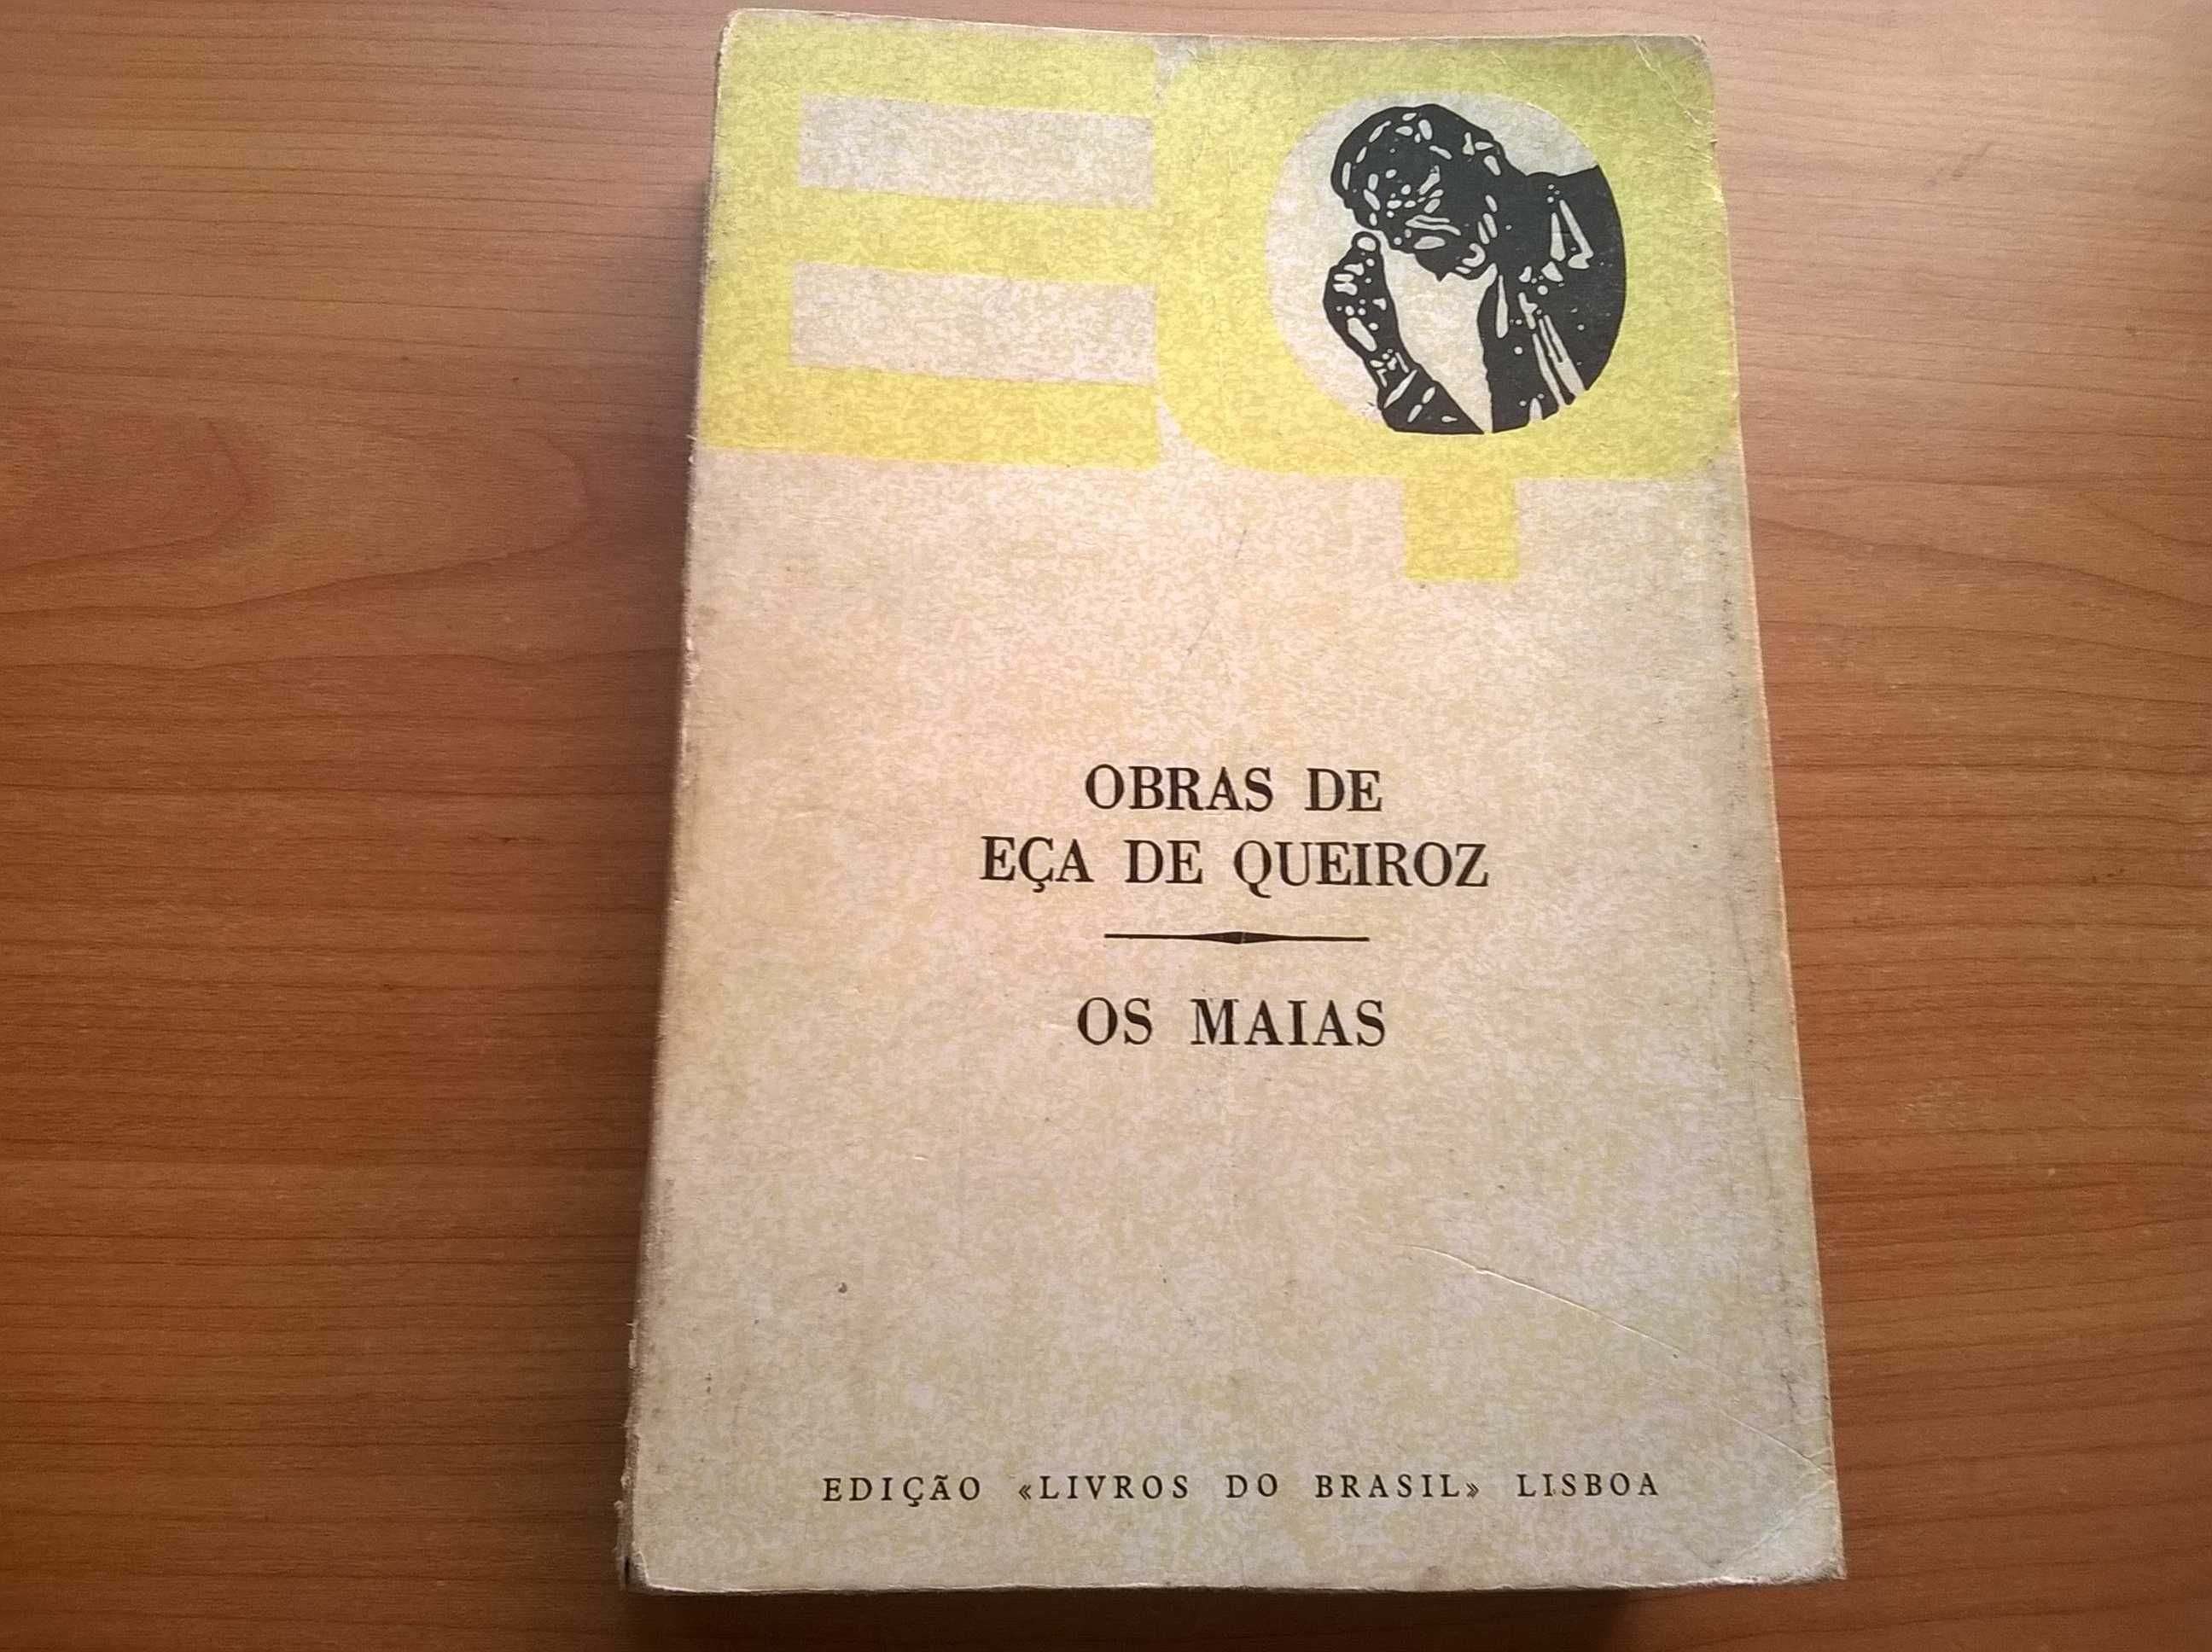 EQ
OBRAS DE
EÇA DE QUEIROZ
OS MAIAS
EDIÇÃO «LIVROS DO BRASIL» LISBOA